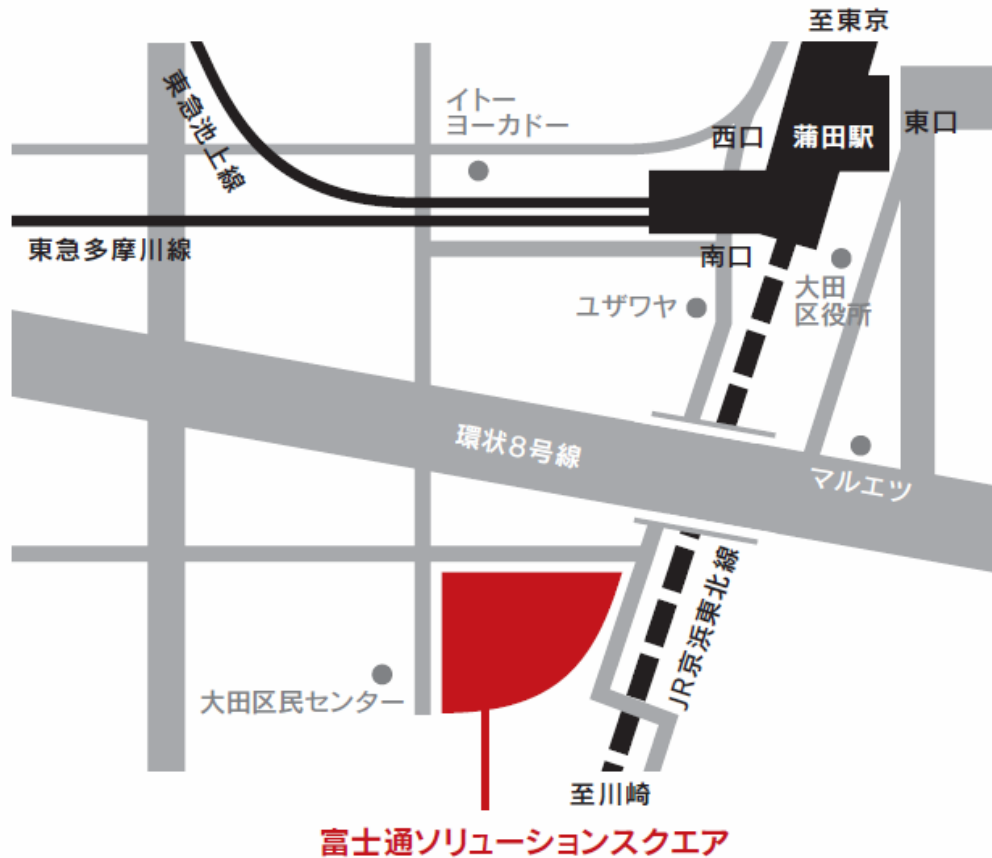 至東京
東急池上線
イトー
ヨーカドー
西口
蒲田駅
東口
東急多摩川線
南口
ユザワヤ
大田
区役所
環状8号線
マルエツ
JR京浜東北線
大田区民センター
至川崎
富士通ソリューションスクエア